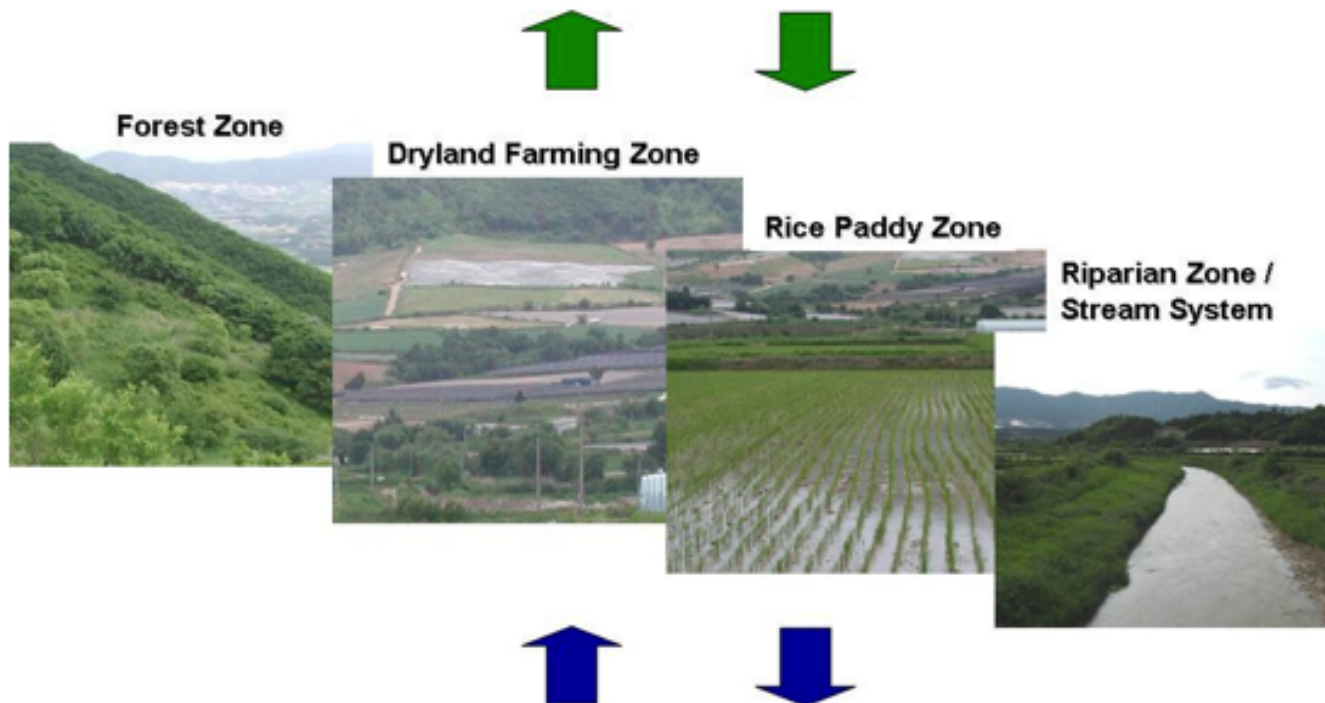 Forest Zone
Dryland Farming Zone
Rice Paddy Zone
Riparian Zone /
Stream System